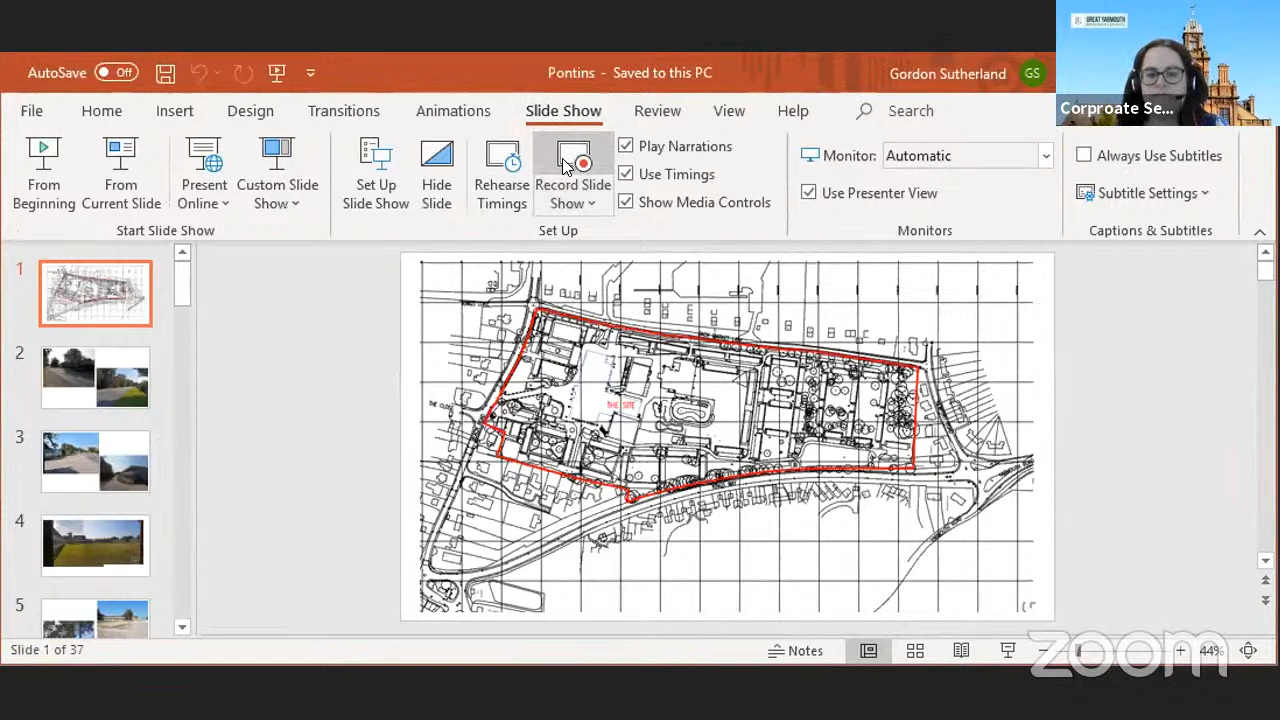 GREAT YARMOUTH
Corproate Se...
AutoSave Off
Pontins - Saved to this PC
Gordon Sutherland GS
File Home Insert Design Transitions Animations Slide Show Review View Help Search
From Beginning
From Current Slide
Present Online
Custom Slide Show
Set Up Slide Show
Hide Slide
Rehearse Timings
Record Slide Show
Play Narrations
Use Timings
Show Media Controls
Monitor: Automatic
Use Presenter View
Always Use Subtitles
Subtitle Settings
Start Slide Show
Set Up
Monitors
Captions & Subtitles
1
2
3
4
5
THE SITE
Slide 1 of 37
Notes
44%
zoom